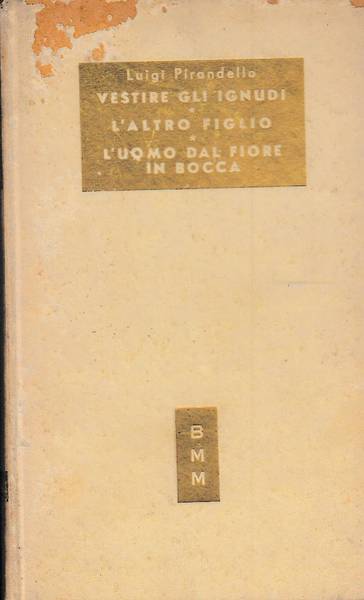 Luigi Pirandello
VESTIRE GLI IGNUDI
*
L'ALTRO FIGLIO
*
L'UOMO DAL FIORE
IN BOCCA
B
M
M